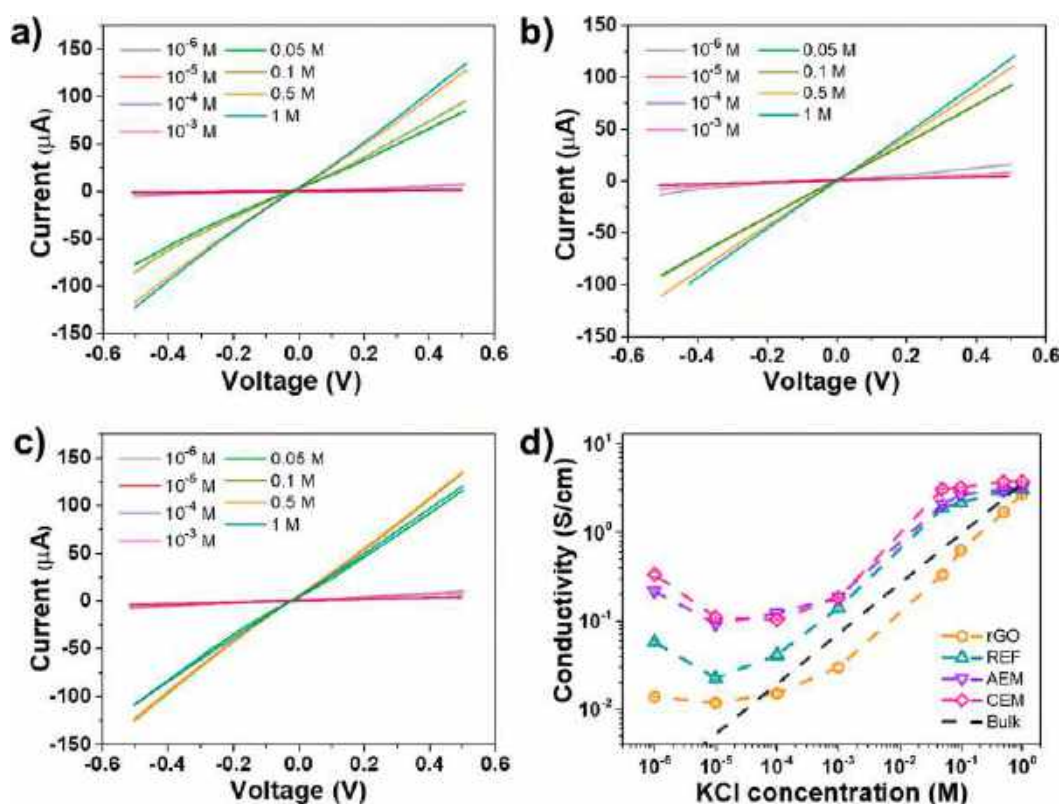 a)
150
100
50
0
-50
-100
-150
Current (µA)
10⁻⁶ M
10⁻⁵ M
10⁻⁴ M
10⁻³ M
0.05 M
0.1 M
0.5 M
1 M
-0.6 -0.4 -0.2 0.0 0.2 0.4 0.6
Voltage (V)
b)
150
100
50
0
-50
-100
-150
Current (µA)
10⁻⁶ M
10⁻⁵ M
10⁻⁴ M
10⁻³ M
0.05 M
0.1 M
0.5 M
1 M
-0.6 -0.4 -0.2 0.0 0.2 0.4 0.6
Voltage (V)
c)
150
100
50
0
-50
-100
-150
Current (µA)
10⁻⁶ M
10⁻⁵ M
10⁻⁴ M
10⁻³ M
0.05 M
0.1 M
0.5 M
1 M
-0.6 -0.4 -0.2 0.0 0.2 0.4 0.6
Voltage (V)
d)
10¹
10⁰
10⁻¹
10⁻²
Conductivity (S/cm)
rGO
REF
AEM
CEM
Bulk
10⁻⁶ 10⁻⁵ 10⁻⁴ 10⁻³ 10⁻² 10⁻¹ 10⁰
KCl concentration (M)